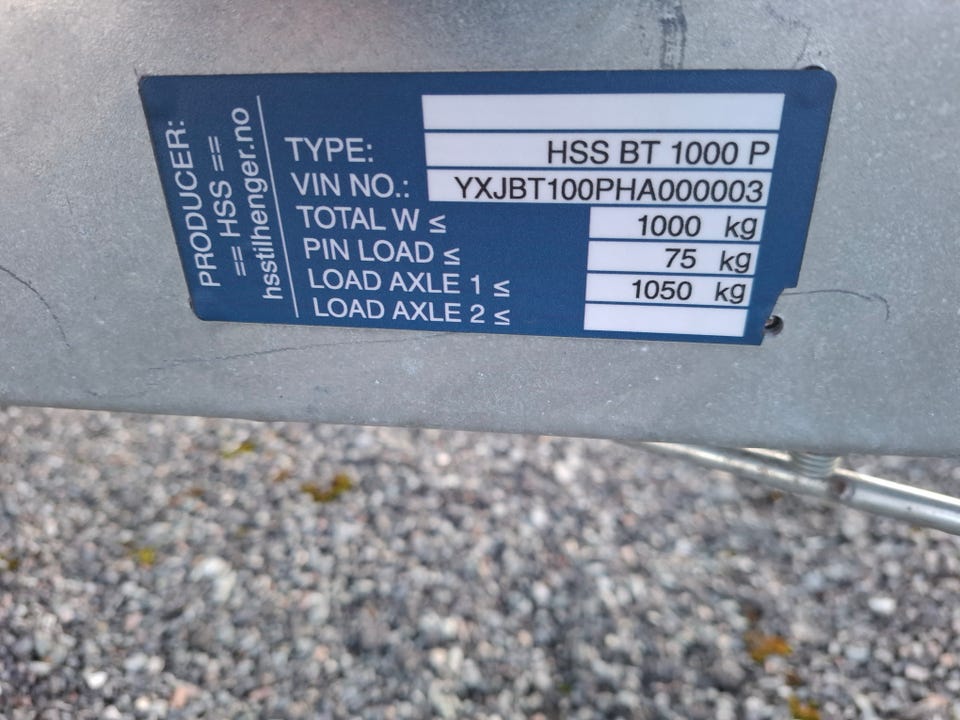 PRODUCER:
== HSS ==
hsstilhenger.no
TYPE: HSS BT 1000 P
VIN NO.: YXJBT100PHA000003
TOTAL W ≤ 1000 kg
PIN LOAD ≤ 75 kg
LOAD AXLE 1 ≤ 1050 kg
LOAD AXLE 2 ≤